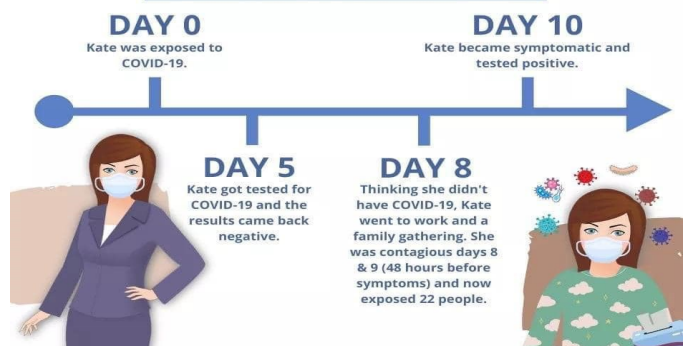 DAY 0
Kate was exposed to
COVID-19.
DAY 10
Kate became symptomatic and
tested positive.
DAY 5
Kate got tested for
COVID-19 and the
results came back
negative.
DAY 8
Thinking she didn't
have COVID-19, Kate
went to work and a
family gathering. She
was contagious days 8
& 9 (48 hours before
symptoms) and now
exposed 22 people.